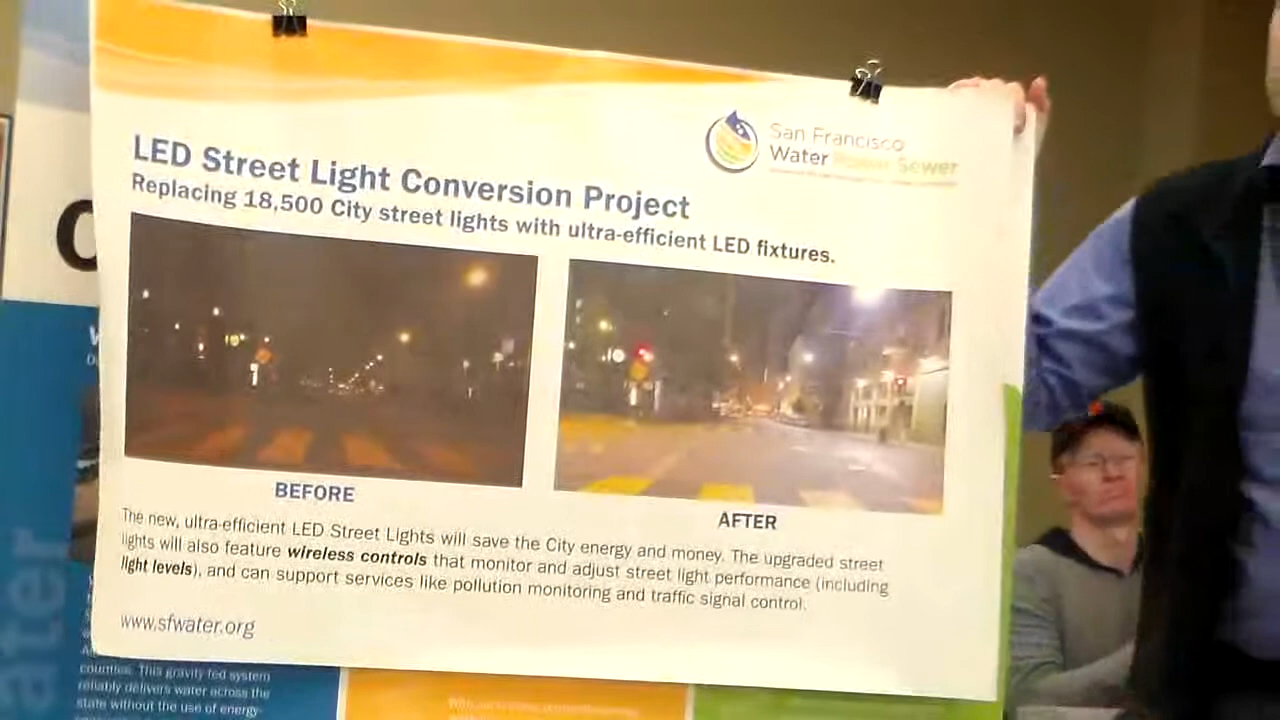 San Francisco
Water Power Sewer
LED Street Light Conversion Project
Replacing 18,500 City street lights with ultra-efficient LED fixtures.
BEFORE
AFTER
The new, ultra-efficient LED Street Lights will save the City energy and money. The upgraded street
lights will also feature wireless controls that monitor and adjust street light performance (including
light levels), and can support services like pollution monitoring and traffic signal control.
www.sfwater.org
ater
counties. This gravity fed system
reliably delivers water across the
state without the use of energy-